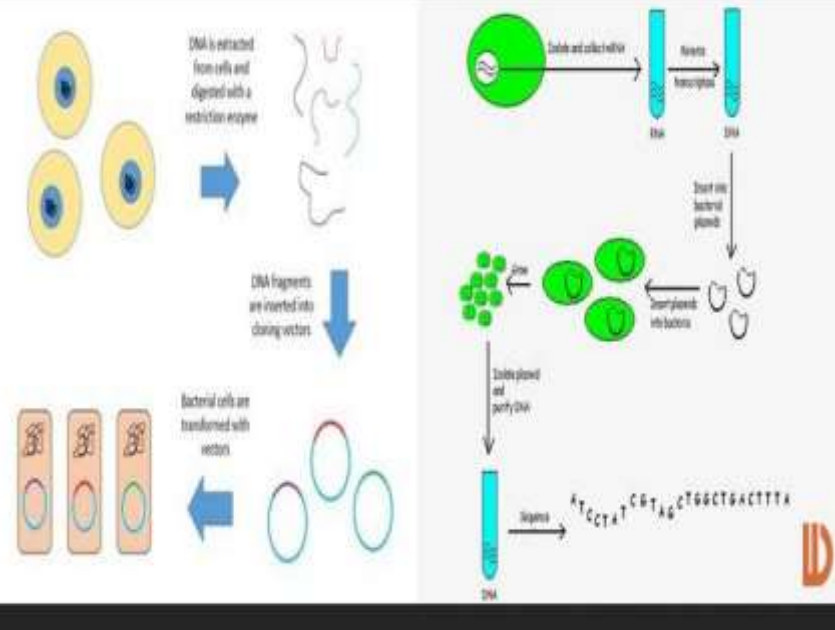 DNA is extracted
from cells and
digested with a
restriction enzyme
DNA fragments
are inserted into
cloning vectors
Bacterial cells are
transformed with
vectors
Isolate and collect mRNA
Reverse
Transcriptase
RNA
DNA
Insert into
bacterial
plasmids
Insert plasmids
into bacteria
Grow
Isolate plasmid
and
purify DNA
DNA
Sequence
ATCCTATCGTAGCTGGCTGACTTTA